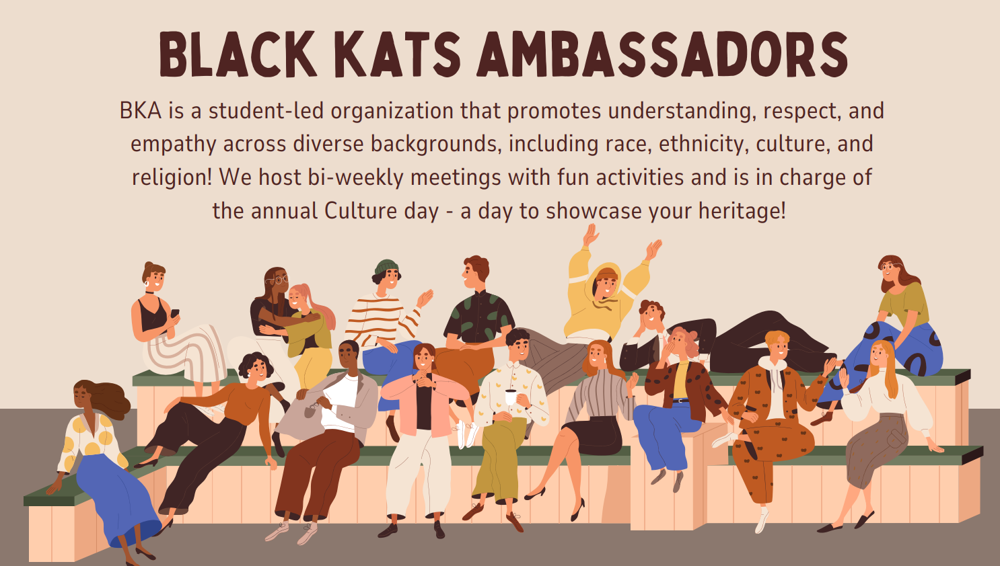 BLACK KATS AMBASSADORS
BKA is a student-led organization that promotes understanding, respect, and
empathy across diverse backgrounds, including race, ethnicity, culture, and
religion! We host bi-weekly meetings with fun activities and is in charge of
the annual Culture day - a day to showcase your heritage!